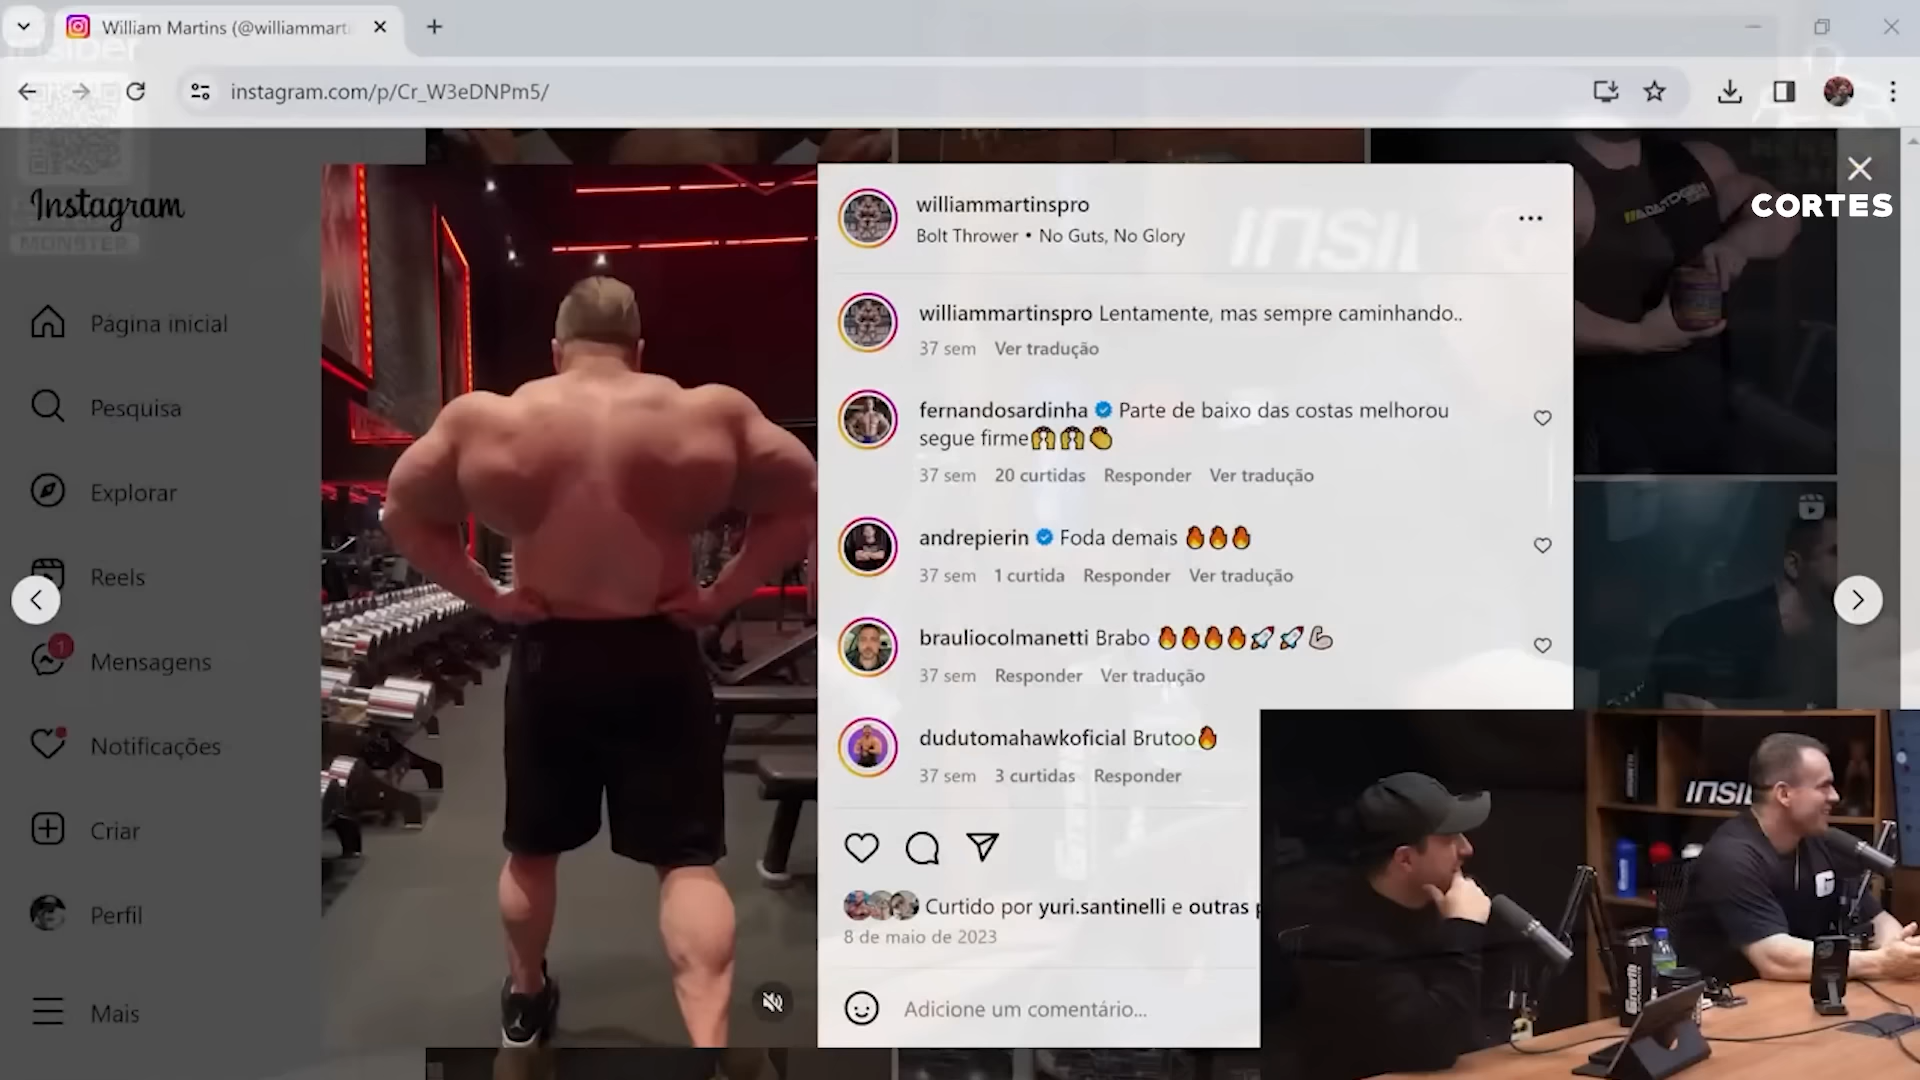 William Martins (@williammarti
instagram.com/p/Cr_W3eDNPm5/
Instagram
MONSTER
CORTES
Página inicial
Pesquisa
Explorar
Reels
1
Mensagens
Notificações
Criar
Perfil
Mais
williammartinspro
Bolt Thrower • No Guts, No Glory
williammartinspro Lentamente, mas sempre caminhando..
37 sem Ver tradução
fernandosardinha Parte de baixo das costas melhorou
segue firme🙌🙌👏
37 sem 20 curtidas Responder Ver tradução
andrepierin Foda demais 🔥🔥🔥
37 sem 1 curtida Responder Ver tradução
brauliocolmanetti Brabo 🔥🔥🔥🔥🚀🚀💪
37 sem Responder Ver tradução
dudutomahawkoficial Brutoo🔥
37 sem 3 curtidas Responder
Curtido por yuri.santinelli e outras p
8 de maio de 2023
Adicione um comentário...
INSI
Growth